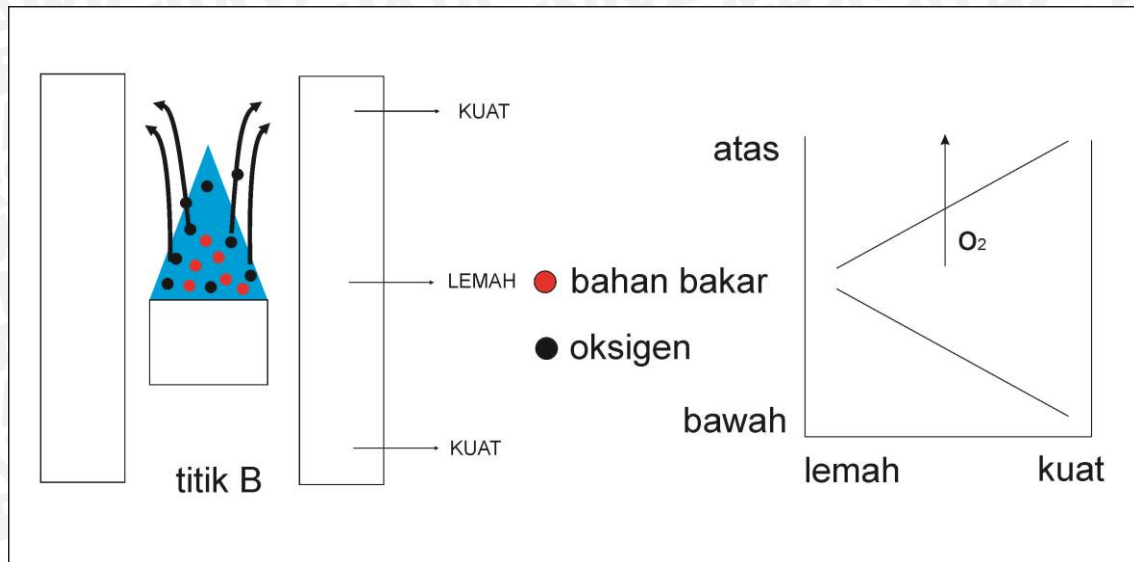 KUAT
LEMAH
KUAT
titik B
bahan bakar
oksigen
atas
O₂
bawah
lemah
kuat